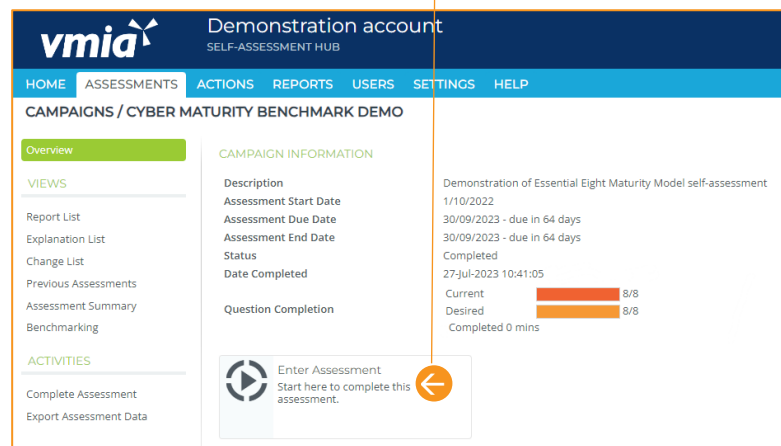 vmia
Demonstration account
SELF-ASSESSMENT HUB
HOME ASSESSMENTS ACTIONS REPORTS USERS SETTINGS HELP
CAMPAIGNS / CYBER MATURITY BENCHMARK DEMO
Overview
VIEWS
Report List
Explanation List
Change List
Previous Assessments
Assessment Summary
Benchmarking
ACTIVITIES
Complete Assessment
Export Assessment Data
CAMPAIGN INFORMATION
Description Demonstration of Essential Eight Maturity Model self-assessment
Assessment Start Date 1/10/2022
Assessment Due Date 30/09/2023 - due in 64 days
Assessment End Date 30/09/2023 - due in 64 days
Status Completed
Date Completed 27-Jul-2023 10:41:05
Question Completion
Current 8/8
Desired 8/8
Completed 0 mins
Enter Assessment
Start here to complete this
assessment.